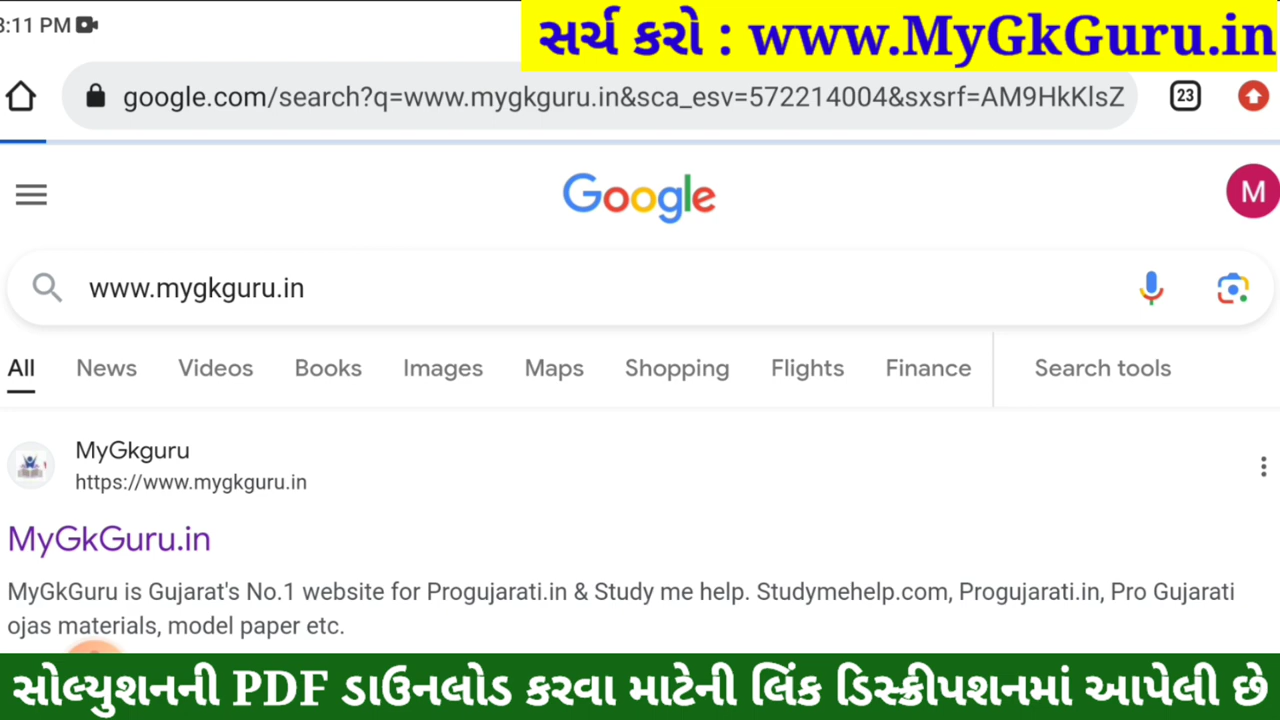 3:11 PM
સર્ચ કરો : www.MyGkGuru.in
google.com/search?q=www.mygkguru.in&sca_esv=572214004&sxsrf=AM9HkKlsZ
23
Google
M
www.mygkguru.in
All News Videos Books Images Maps Shopping Flights Finance Search tools
MyGkguru
https://www.mygkguru.in
MyGkGuru.in
MyGkGuru is Gujarat's No.1 website for Progujarati.in & Study me help. Studymehelp.com, Progujarati.in, Pro Gujarati
ojas materials, model paper etc.
સોલ્યુશનની PDF ડાઉનલોડ કરવા માટેની લિંક ડિસ્ક્રીપશનમાં આપેલી છે